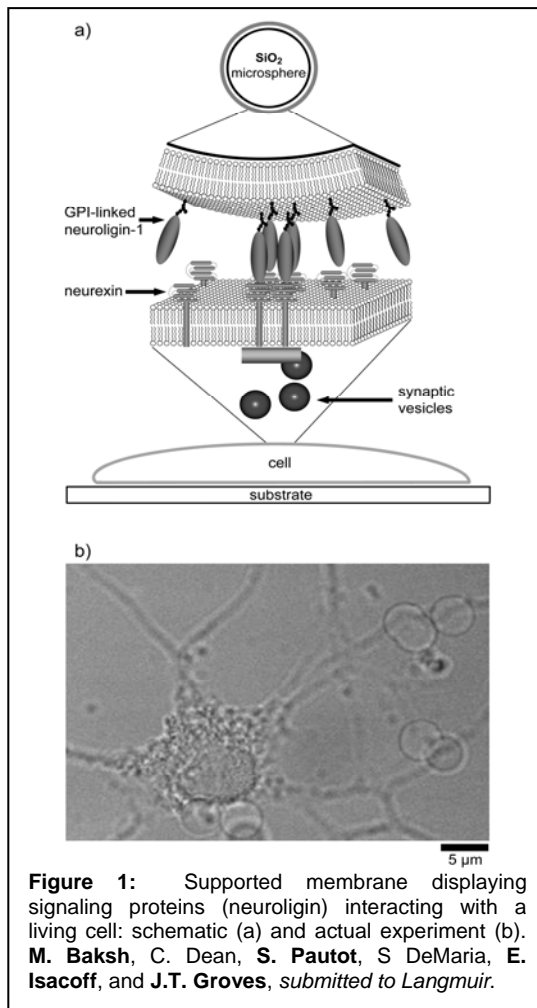 a)
SiO₂
microsphere
GPI-linked
neuroligin-1
neurexin
synaptic
vesicles
cell
substrate
b)
5 µm
Figure 1: Supported membrane displaying
signaling proteins (neuroligin) interacting with a
living cell: schematic (a) and actual experiment (b).
M. Baksh, C. Dean, S. Pautot, S DeMaria, E.
Isacoff, and J.T. Groves, submitted to Langmuir.